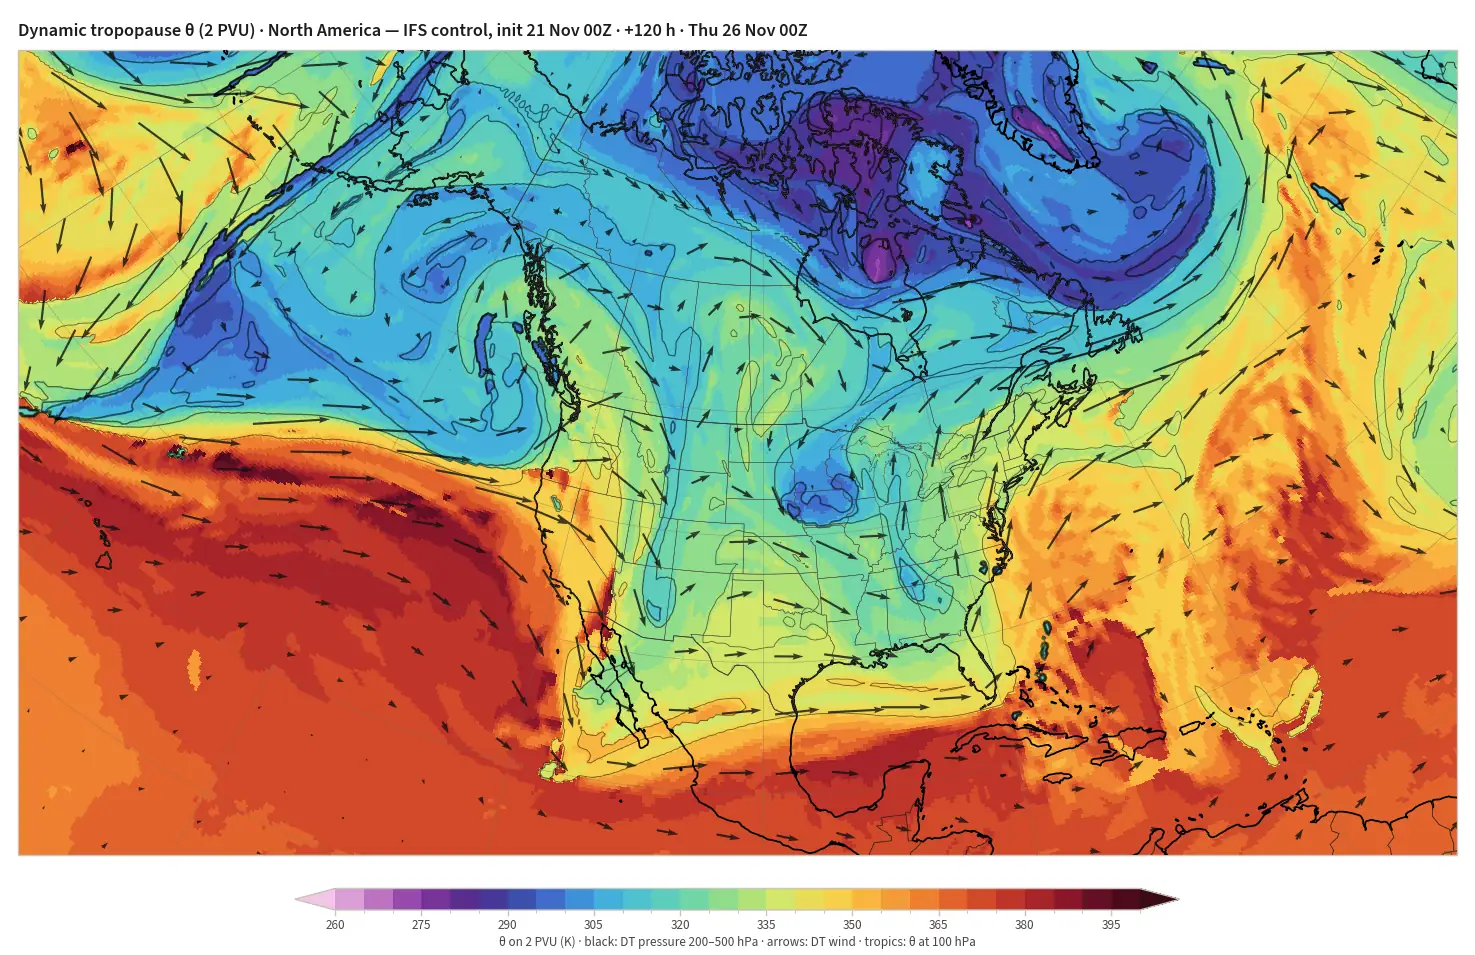 Dynamic tropopause θ (2 PVU) · North America — IFS control, init 21 Nov 00Z · +120 h · Thu 26 Nov 00Z
260 275 290 305 320 335 350 365 380 395
θ on 2 PVU (K) · black: DT pressure 200–500 hPa · arrows: DT wind · tropics: θ at 100 hPa